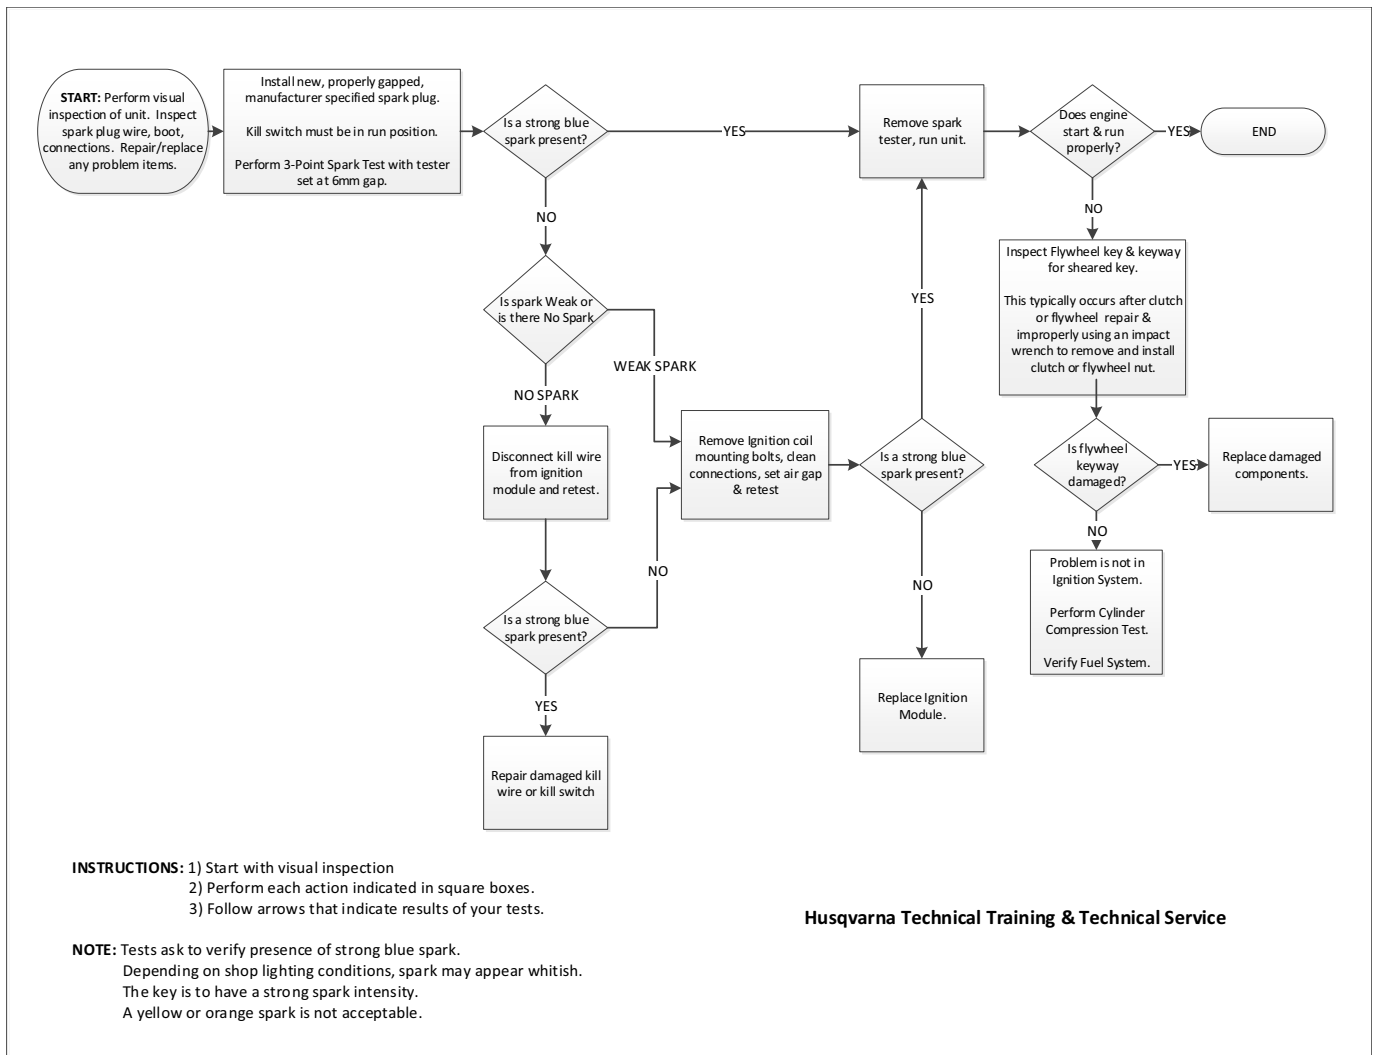 START: Perform visual
inspection of unit. Inspect
spark plug wire, boot,
connections. Repair/replace
any problem items.
Install new, properly gapped,
manufacturer specified spark plug.
Kill switch must be in run position.
Perform 3-Point Spark Test with tester
set at 6mm gap.
Is a strong blue
spark present?
YES
Remove spark
tester, run unit.
Does engine
start & run
properly?
YES
END
NO
NO
Inspect Flywheel key & keyway
for sheared key.
This typically occurs after clutch
or flywheel repair &
improperly using an impact
wrench to remove and install
clutch or flywheel nut.
Is spark Weak or
is there No Spark
YES
WEAK SPARK
NO SPARK
Disconnect kill wire
from ignition
module and retest.
Remove Ignition coil
mounting bolts, clean
connections, set air gap
& retest
Is a strong blue
spark present?
Is flywheel
keyway
damaged?
YES
Replace damaged
components.
NO
Problem is not in
Ignition System.
Perform Cylinder
Compression Test.
Verify Fuel System.
NO
NO
Is a strong blue
spark present?
YES
Replace Ignition
Module.
Repair damaged kill
wire or kill switch
INSTRUCTIONS: 1) Start with visual inspection
2) Perform each action indicated in square boxes.
3) Follow arrows that indicate results of your tests.
Husqvarna Technical Training & Technical Service
NOTE: Tests ask to verify presence of strong blue spark.
Depending on shop lighting conditions, spark may appear whitish.
The key is to have a strong spark intensity.
A yellow or orange spark is not acceptable.